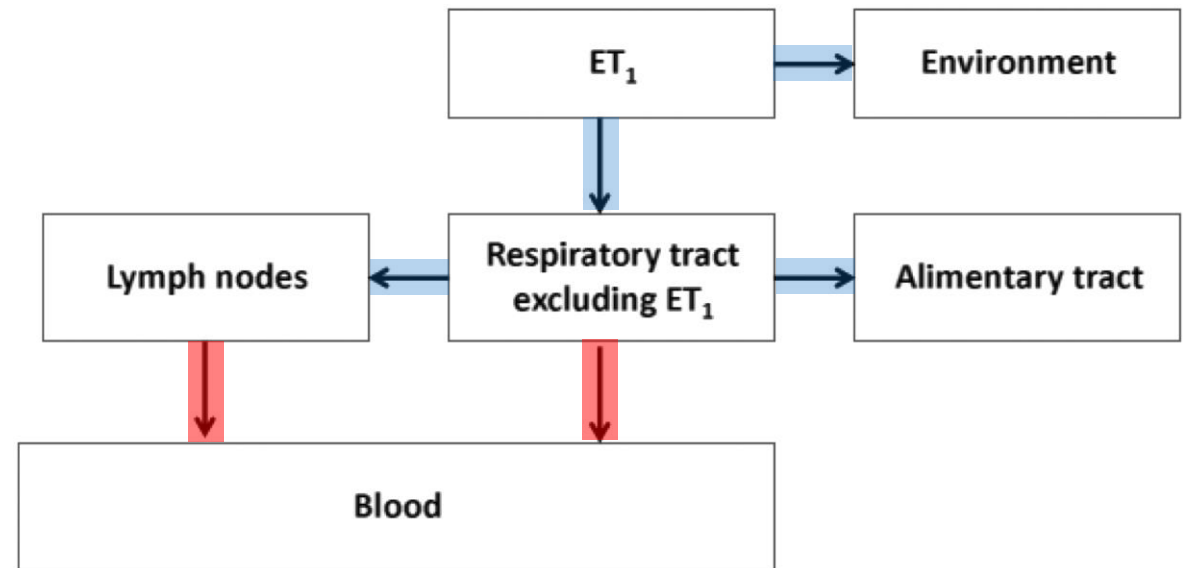 ET₁
Environment
Lymph nodes
Respiratory tract
excluding ET₁
Alimentary tract
Blood